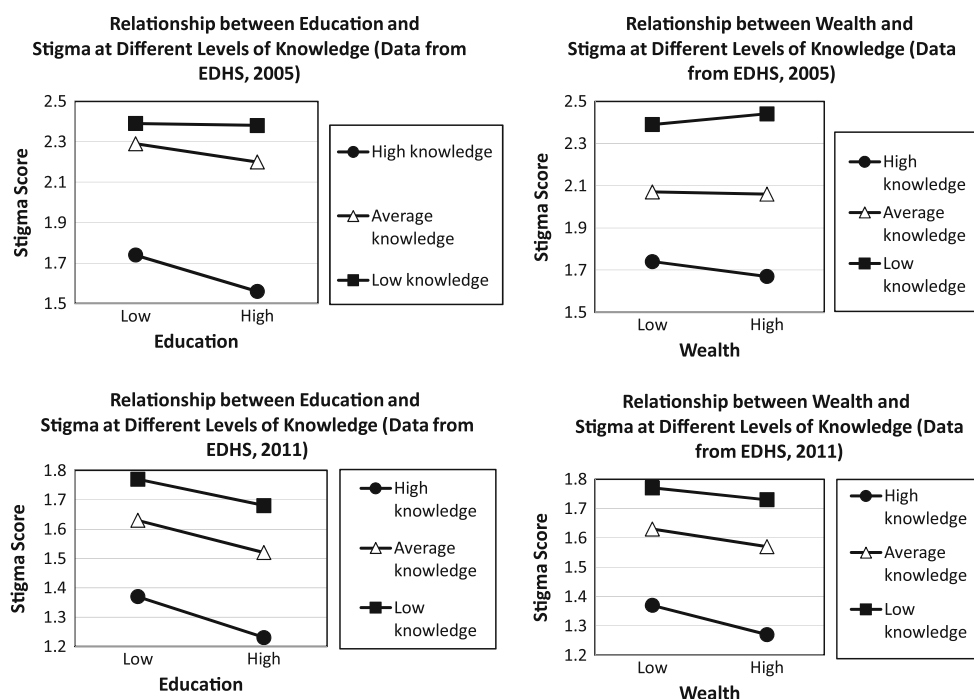 Relationship between Education and
Stigma at Different Levels of Knowledge (Data from
EDHS, 2005)
2.5
2.3
2.1
1.9
1.7
1.5
Stigma Score
Low
High
Education
High knowledge
Average
knowledge
Low knowledge
Relationship between Wealth and
Stigma at Different Levels of Knowledge (Data
from EDHS, 2005)
2.5
2.3
2.1
1.9
1.7
1.5
Stigma Score
Low
High
Wealth
High
knowledge
Average
knowledge
Low
knowledge
Relationship between Education and
Stigma at Different Levels of Knowledge (Data from
EDHS, 2011)
1.8
1.7
1.6
1.5
1.4
1.3
1.2
Stigma Score
Low
High
Education
High
knowledge
Average
knowledge
Low
knowledge
Relationship between Wealth and
Stigma at Different Levels of Knowledge (Data
from EDHS, 2011)
1.8
1.7
1.6
1.5
1.4
1.3
1.2
Stigma Score
Low
High
Wealth
High
knowledge
Average
knowledge
Low
knowledge